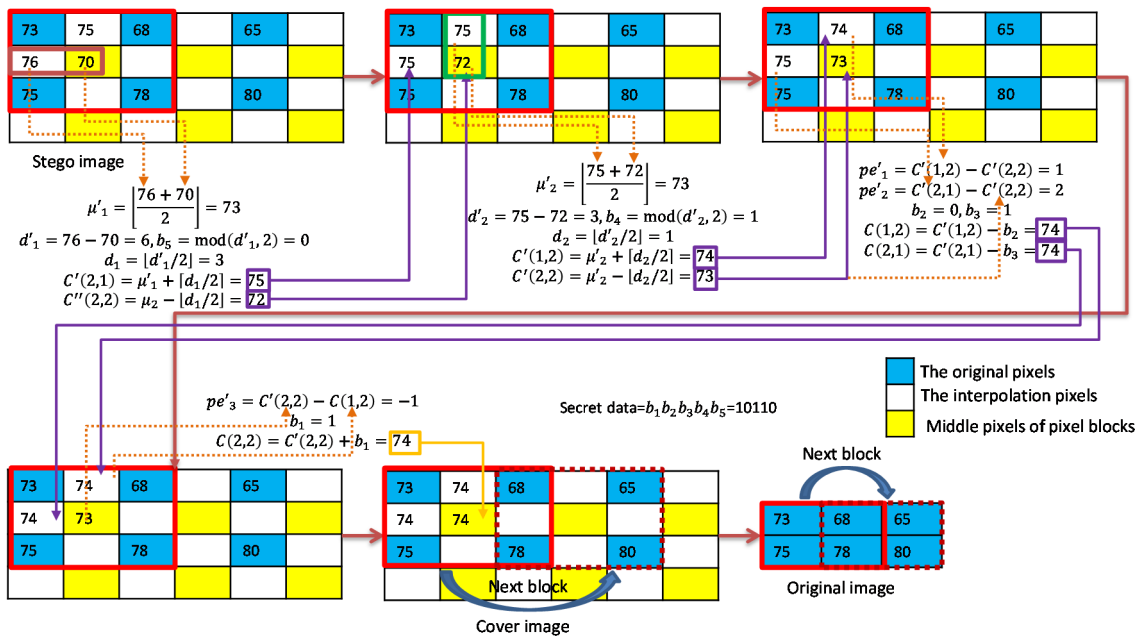 73 75 68 65
76 70
75 78 80
Stego image
μ'₁ = ⌊(76 + 70)/2⌋ = 73
d'₁ = 76 − 70 = 6, b₅ = mod(d'₁, 2) = 0
d₁ = ⌊d'₁/2⌋ = 3
C'(2,1) = μ'₁ + ⌈d₁/2⌉ = 75
C''(2,2) = μ₂ − ⌊d₁/2⌋ = 72
73 75 68 65
75 72
75 78 80
μ'₂ = ⌊(75 + 72)/2⌋ = 73
d'₂ = 75 − 72 = 3, b₄ = mod(d'₂, 2) = 1
d₂ = ⌊d'₂/2⌋ = 1
C'(1,2) = μ'₂ + ⌈d₂/2⌉ = 74
C'(2,2) = μ'₂ − ⌊d₂/2⌋ = 73
73 74 68 65
75 73
75 78 80
pe'₁ = C'(1,2) − C'(2,2) = 1
pe'₂ = C'(2,1) − C'(2,2) = 2
b₂ = 0, b₃ = 1
C(1,2) = C'(1,2) − b₂ = 74
C(2,1) = C'(2,1) − b₃ = 74
The original pixels
The interpolation pixels
Middle pixels of pixel blocks
pe'₃ = C'(2,2) − C(1,2) = −1
b₁ = 1
C(2,2) = C'(2,2) + b₁ = 74
Secret data=b₁b₂b₃b₄b₅=10110
73 74 68 65
74 73
75 78 80
73 74 68 65
74 74
75 78 80
Next block
Cover image
Next block
73 68 65
75 78 80
Original image